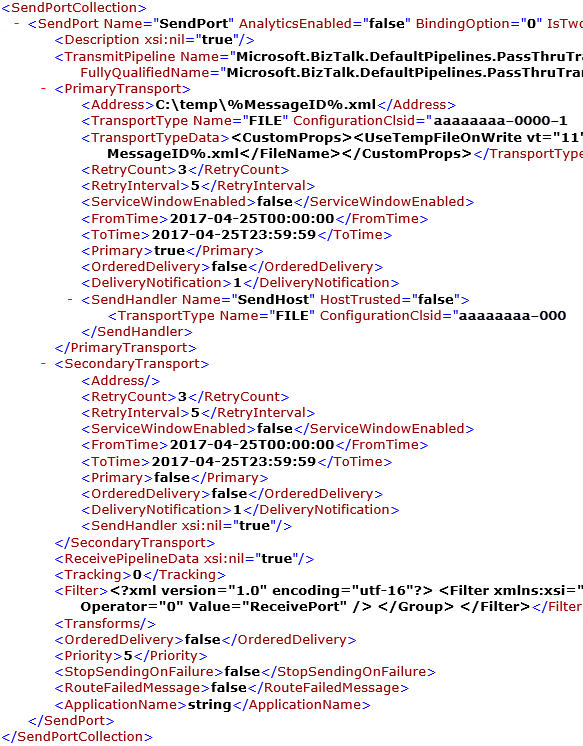 <SendPortCollection>
- <SendPort Name="SendPort" AnalyticsEnabled="false" BindingOption="0" IsTwo
<Description xsi:nil="true"/>
<TransmitPipeline Name="Microsoft.BizTalk.DefaultPipelines.PassThruTra
FullyQualifiedName="Microsoft.BizTalk.DefaultPipelines.PassThruTran
- <PrimaryTransport>
<Address>C:\temp\%MessageID%.xml</Address>
<TransportType Name="FILE" ConfigurationClsid="aaaaaaaa-0000-1
<TransportTypeData><CustomProps><UseTempFileOnWrite vt="11"
MessageID%.xml</FileName></CustomProps></TransportType
<RetryCount>3</RetryCount>
<RetryInterval>5</RetryInterval>
<ServiceWindowEnabled>false</ServiceWindowEnabled>
<FromTime>2017-04-25T00:00:00</FromTime>
<ToTime>2017-04-25T23:59:59</ToTime>
<Primary>true</Primary>
<OrderedDelivery>false</OrderedDelivery>
<DeliveryNotification>1</DeliveryNotification>
- <SendHandler Name="SendHost" HostTrusted="false">
<TransportType Name="FILE" ConfigurationClsid="aaaaaaaa-000
</SendHandler>
</PrimaryTransport>
- <SecondaryTransport>
<Address/>
<RetryCount>3</RetryCount>
<RetryInterval>5</RetryInterval>
<ServiceWindowEnabled>false</ServiceWindowEnabled>
<FromTime>2017-04-25T00:00:00</FromTime>
<ToTime>2017-04-25T23:59:59</ToTime>
<Primary>false</Primary>
<OrderedDelivery>false</OrderedDelivery>
<DeliveryNotification>1</DeliveryNotification>
<SendHandler xsi:nil="true"/>
</SecondaryTransport>
<ReceivePipelineData xsi:nil="true"/>
<Tracking>0</Tracking>
<Filter><?xml version="1.0" encoding="utf-16"?> <Filter xmlns:xsi="
Operator="0" Value="ReceivePort" /> </Group> </Filter></Filter
<Transforms/>
<OrderedDelivery>false</OrderedDelivery>
<Priority>5</Priority>
<StopSendingOnFailure>false</StopSendingOnFailure>
<RouteFailedMessage>false</RouteFailedMessage>
<ApplicationName>string</ApplicationName>
</SendPort>
</SendPortCollection>